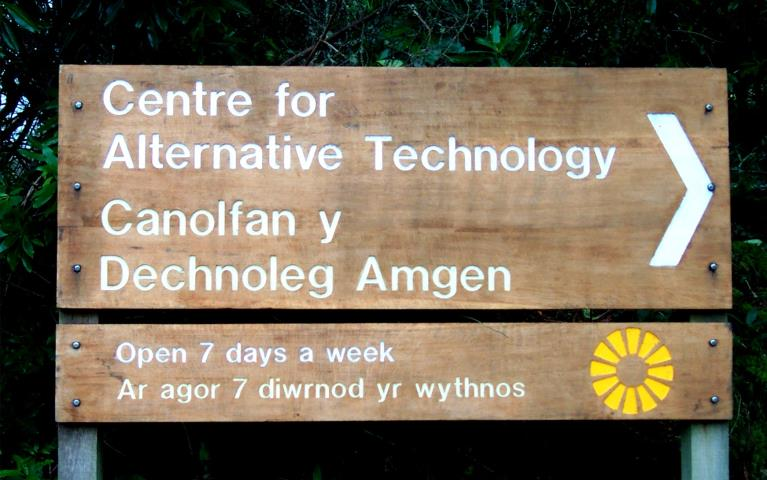 Centre for
Alternative Technology
Canolfan y
Dechnoleg Amgen
Open 7 days a week
Ar agor 7 diwrnod yr wythnos